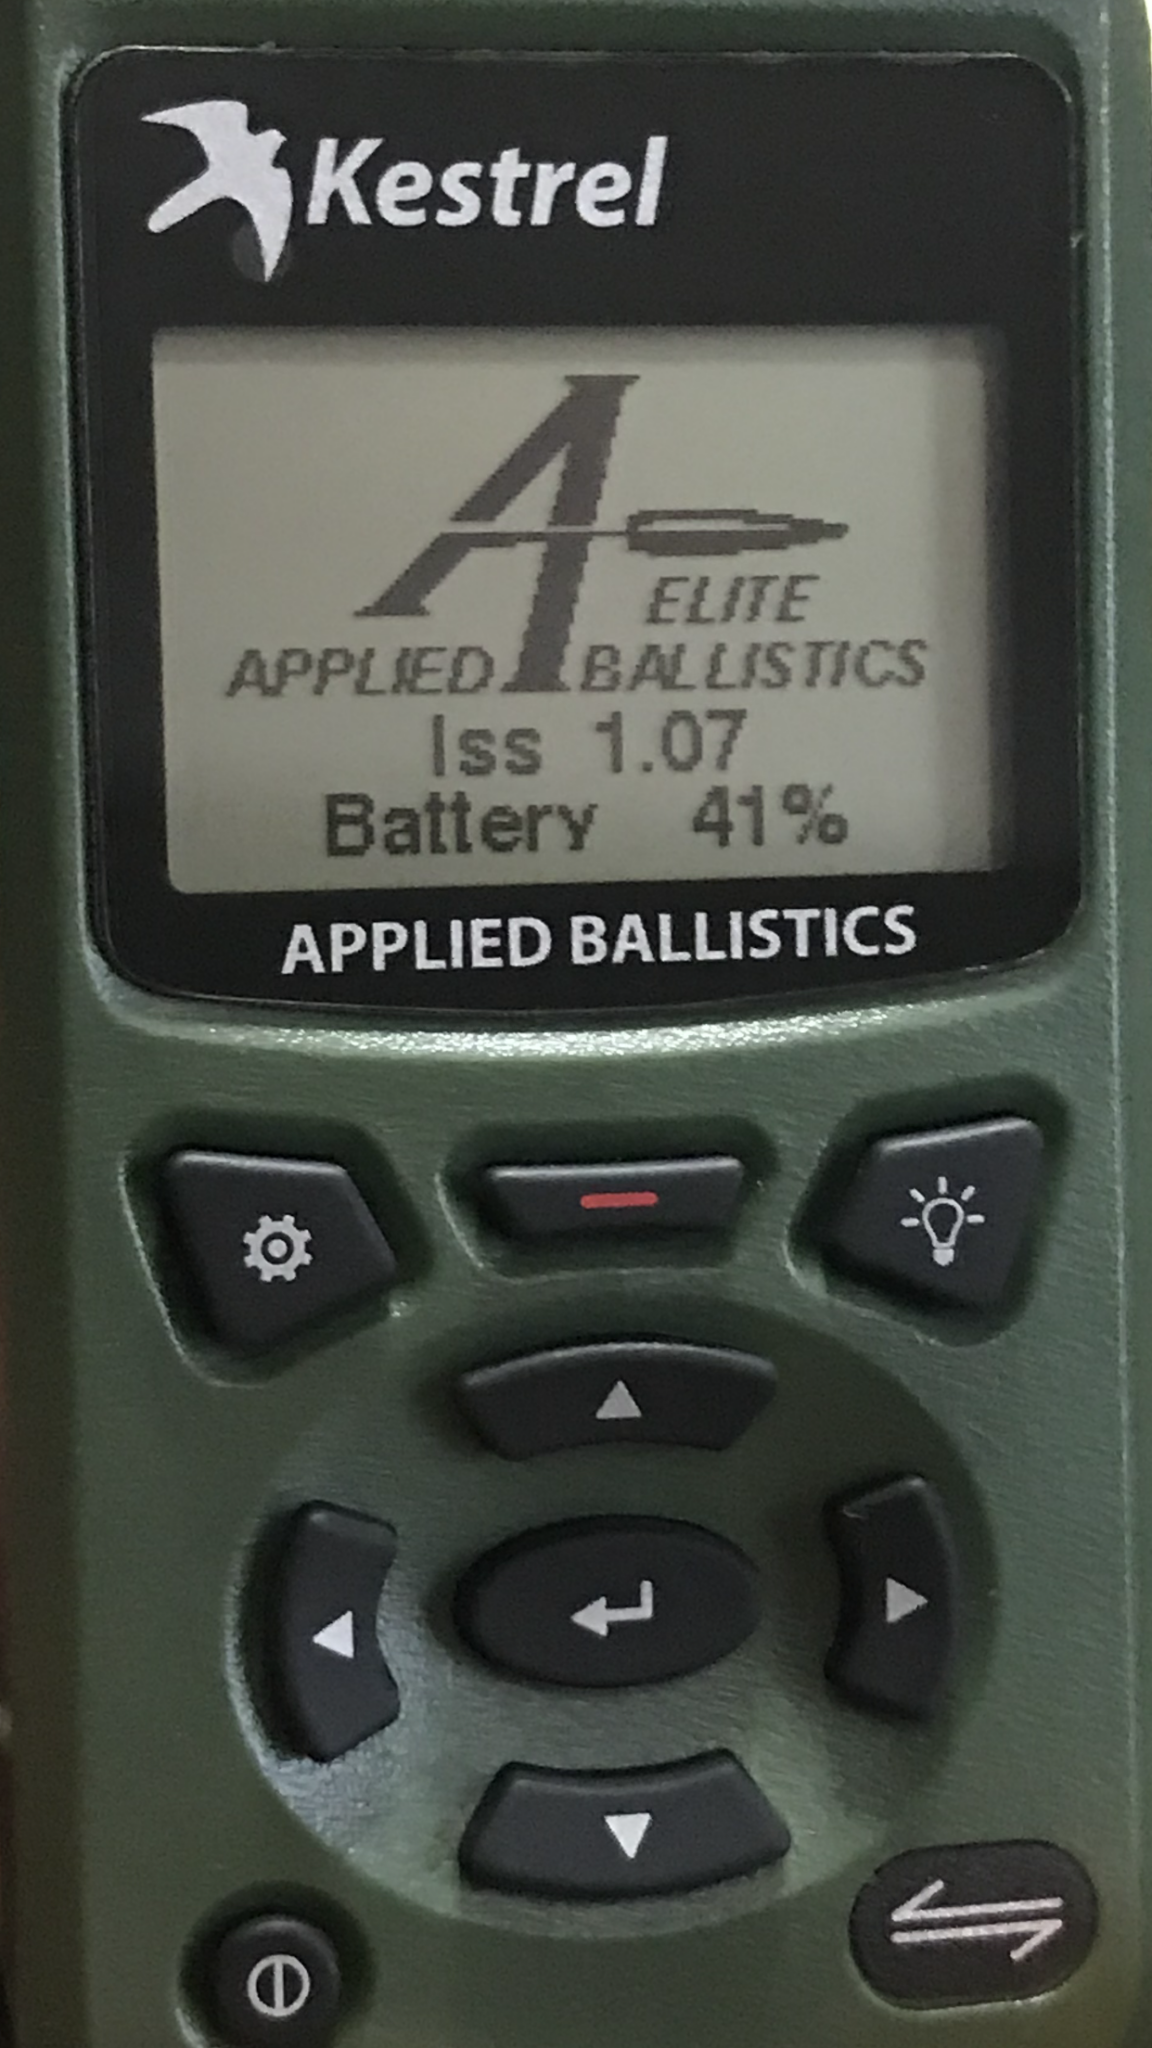 Kestrel
ELITE
APPLIED BALLISTICS
Iss 1.07
Battery 41%
APPLIED BALLISTICS